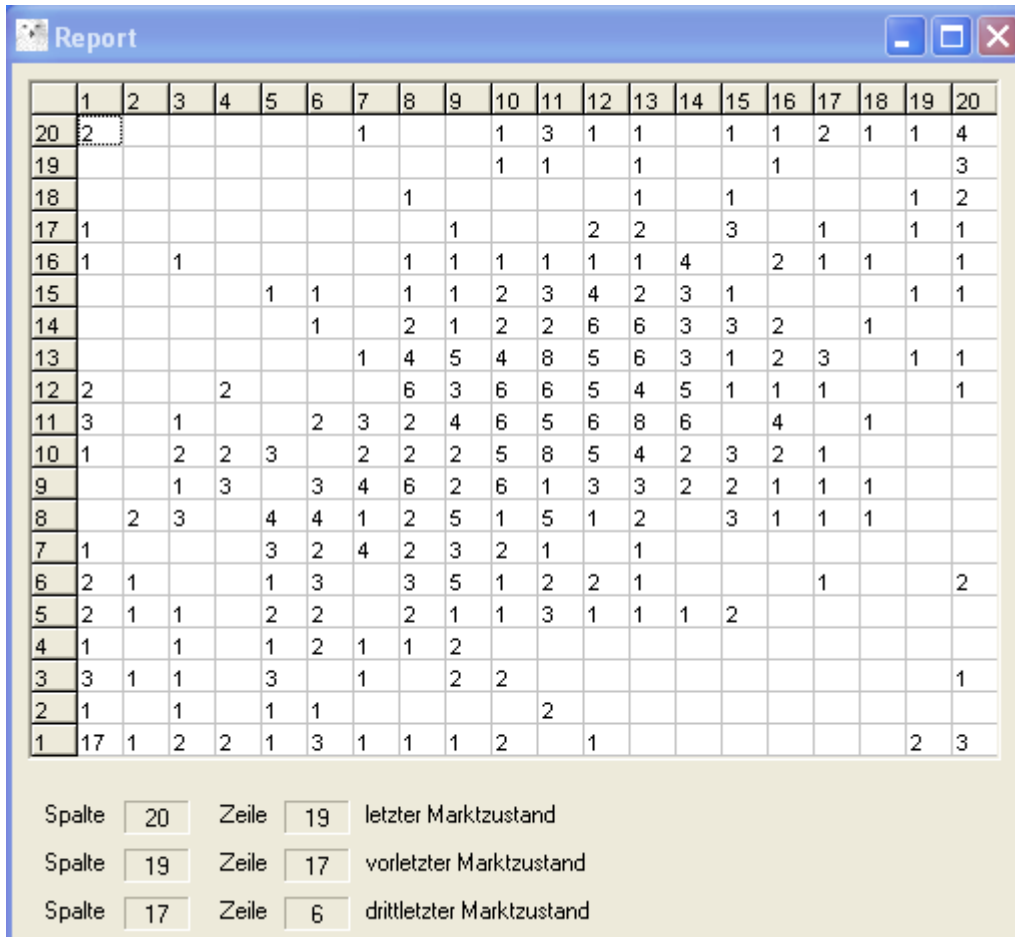 Report
1 2 3 4 5 6 7 8 9 10 11 12 13 14 15 16 17 18 19 20
20 2 1 1 3 1 1 1 1 2 1 1 4
19 1 1 1 1 3
18 1 1 1 1 2
17 1 1 2 2 3 1 1 1
16 1 1 1 1 1 1 1 1 4 2 1 1 1
15 1 1 1 1 2 3 4 2 3 1 1 1
14 1 2 1 2 2 6 6 3 3 2 1
13 1 4 5 4 8 5 6 3 1 2 3 1 1
12 2 2 6 3 6 6 5 4 5 1 1 1 1
11 3 1 2 3 2 4 6 5 6 8 6 4 1
10 1 2 2 3 2 2 2 5 8 5 4 2 3 2 1
9 1 3 3 4 6 2 6 1 3 3 2 2 1 1 1
8 2 3 4 4 1 2 5 1 5 1 2 3 1 1 1
7 1 3 2 4 2 3 2 1 1
6 2 1 1 3 3 5 1 2 2 1 1 2
5 2 1 1 2 2 2 1 1 3 1 1 1 2
4 1 1 1 2 1 1 2
3 3 1 1 3 1 2 2 1
2 1 1 1 1 2
1 17 1 2 2 1 3 1 1 1 2 1 2 3
Spalte 20 Zeile 19 letzter Marktzustand
Spalte 19 Zeile 17 vorletzter Marktzustand
Spalte 17 Zeile 6 drittletzter Marktzustand